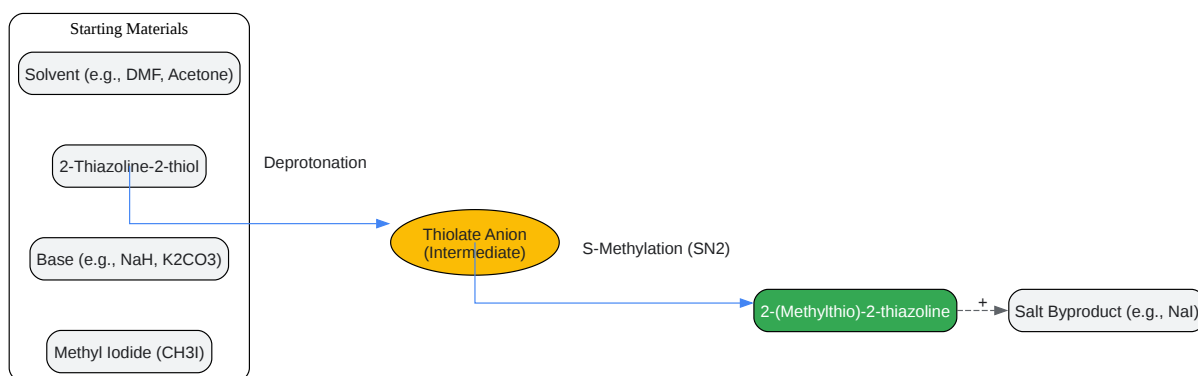 Starting Materials
Solvent (e.g., DMF, Acetone)
2-Thiazoline-2-thiol
Deprotonation
Base (e.g., NaH, K2CO3)
Methyl Iodide (CH3I)
Thiolate Anion
(Intermediate)
S-Methylation (SN2)
2-(Methylthio)-2-thiazoline
+
Salt Byproduct (e.g., NaI)